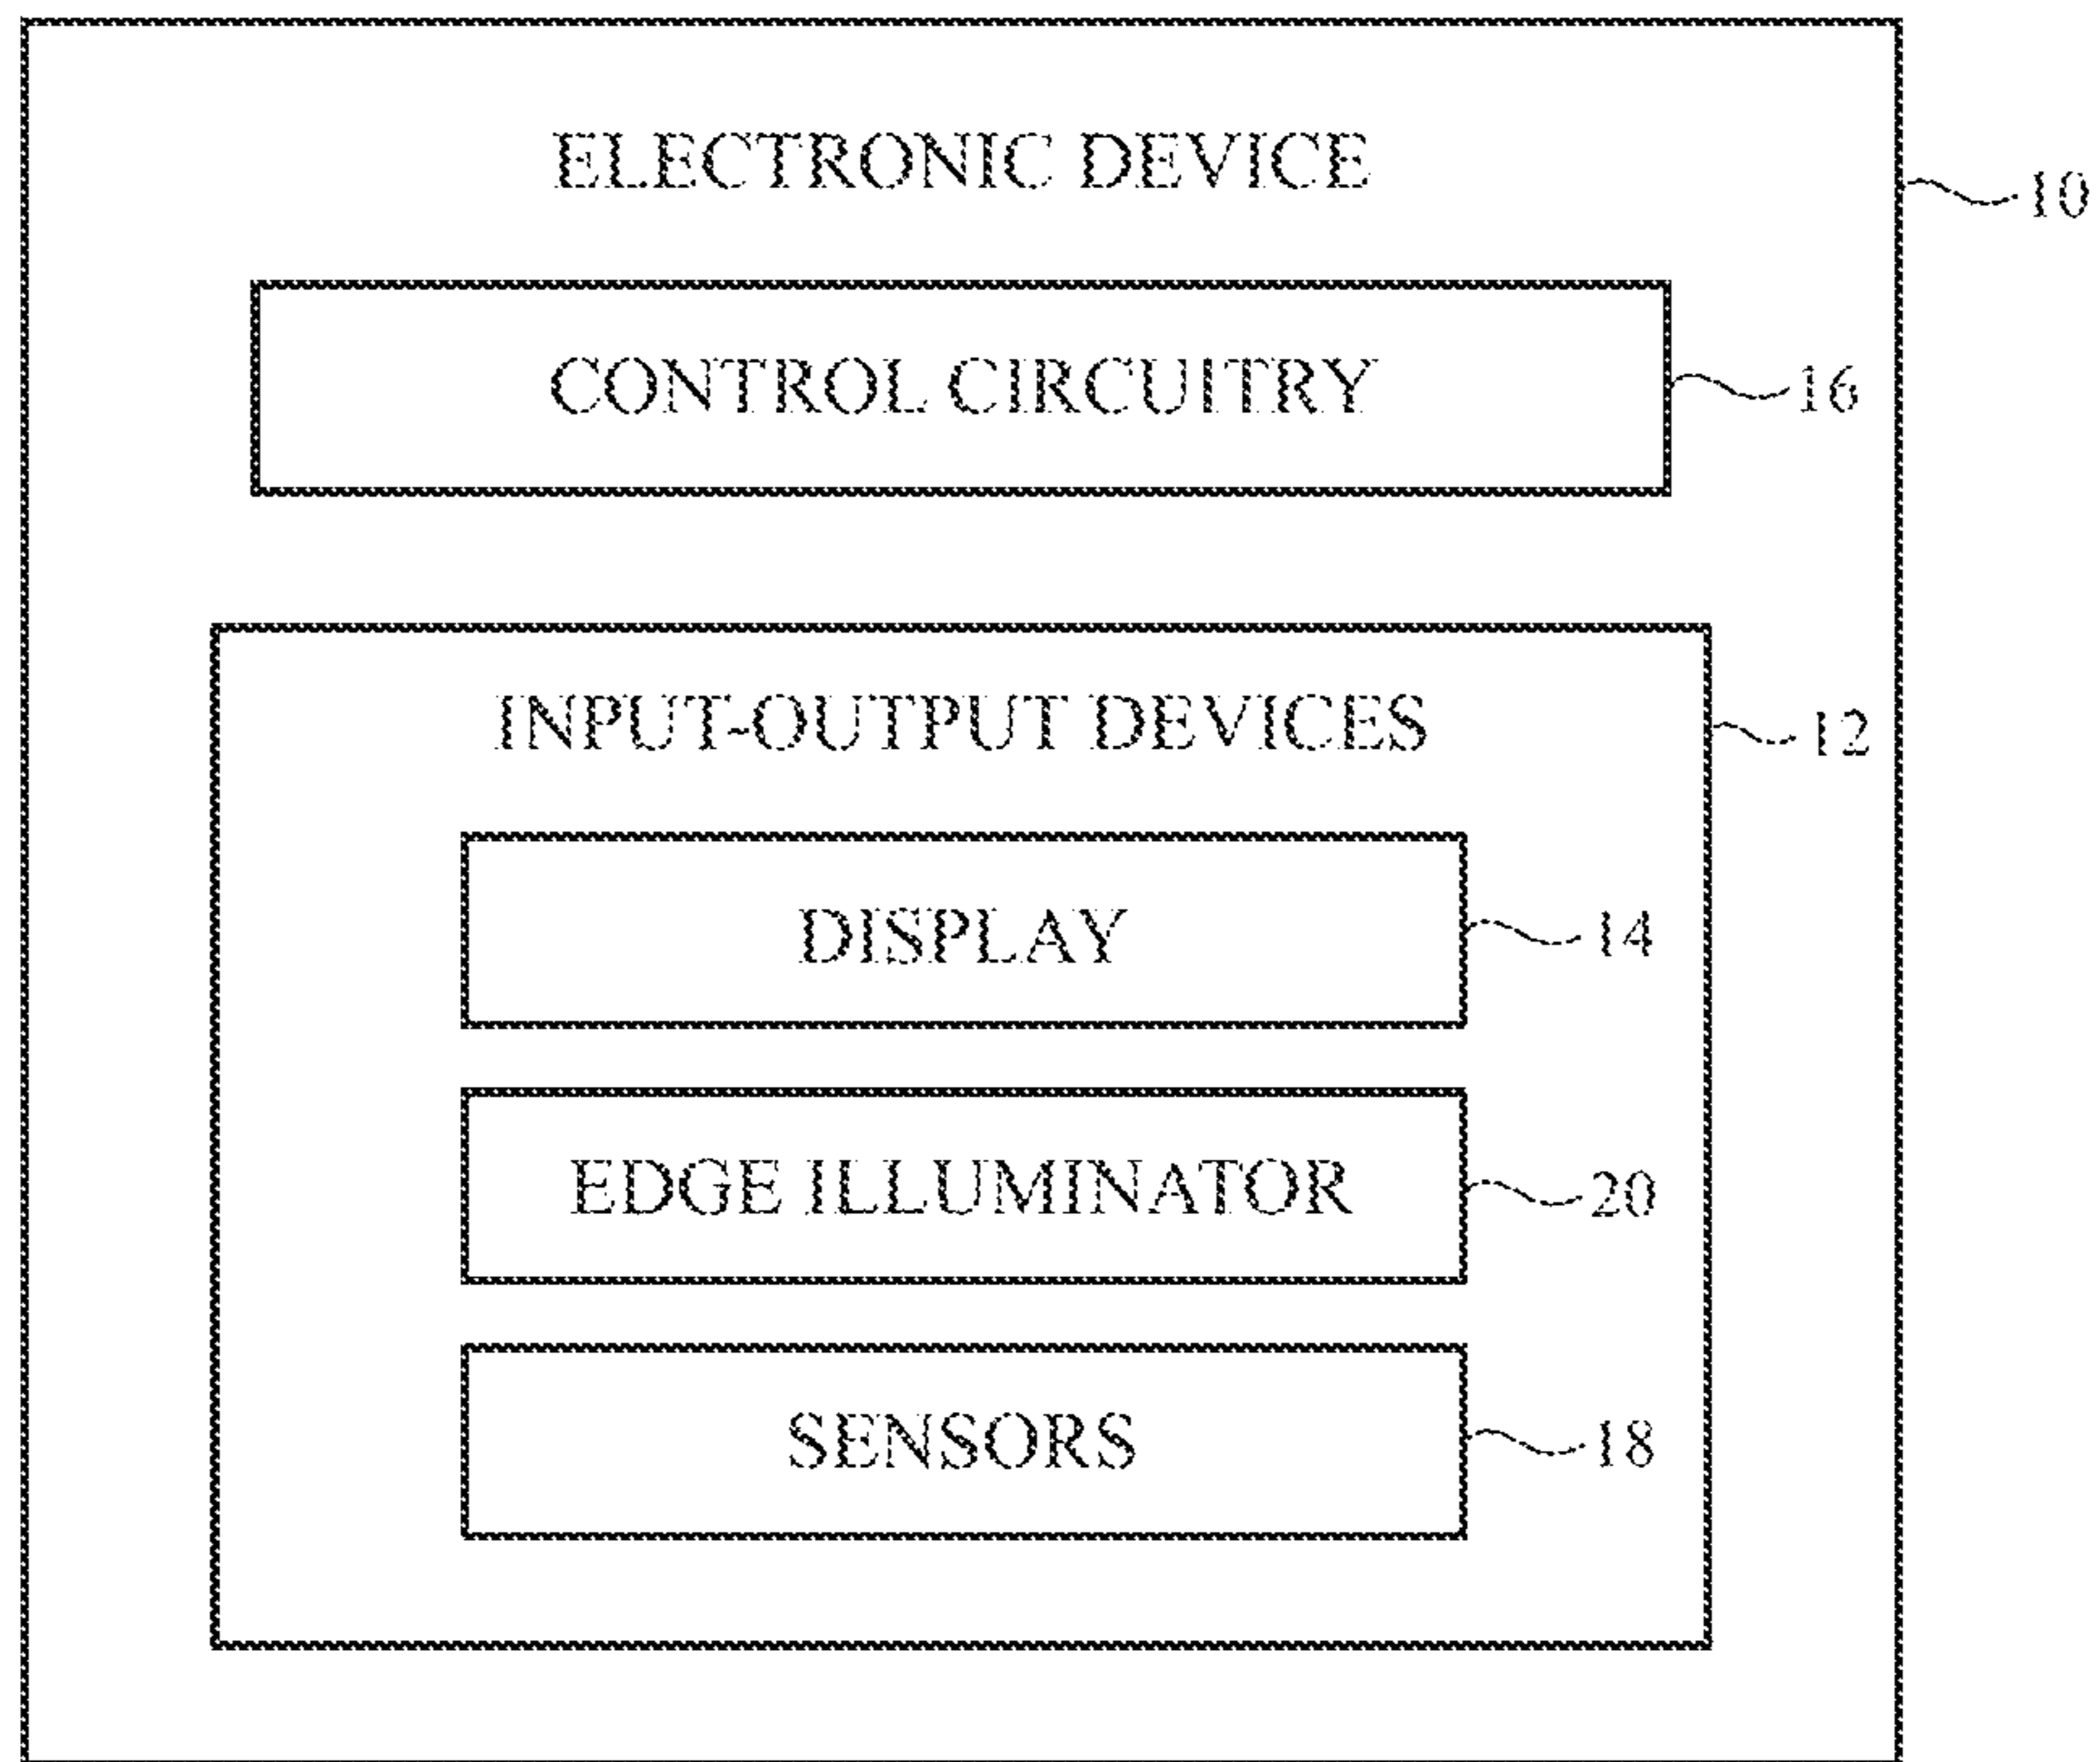 ELECTRONIC DEVICE
10
CONTROL CIRCUITRY
16
INPUT-OUTPUT DEVICES
12
DISPLAY
14
EDGE ILLUMINATOR
20
SENSORS
18